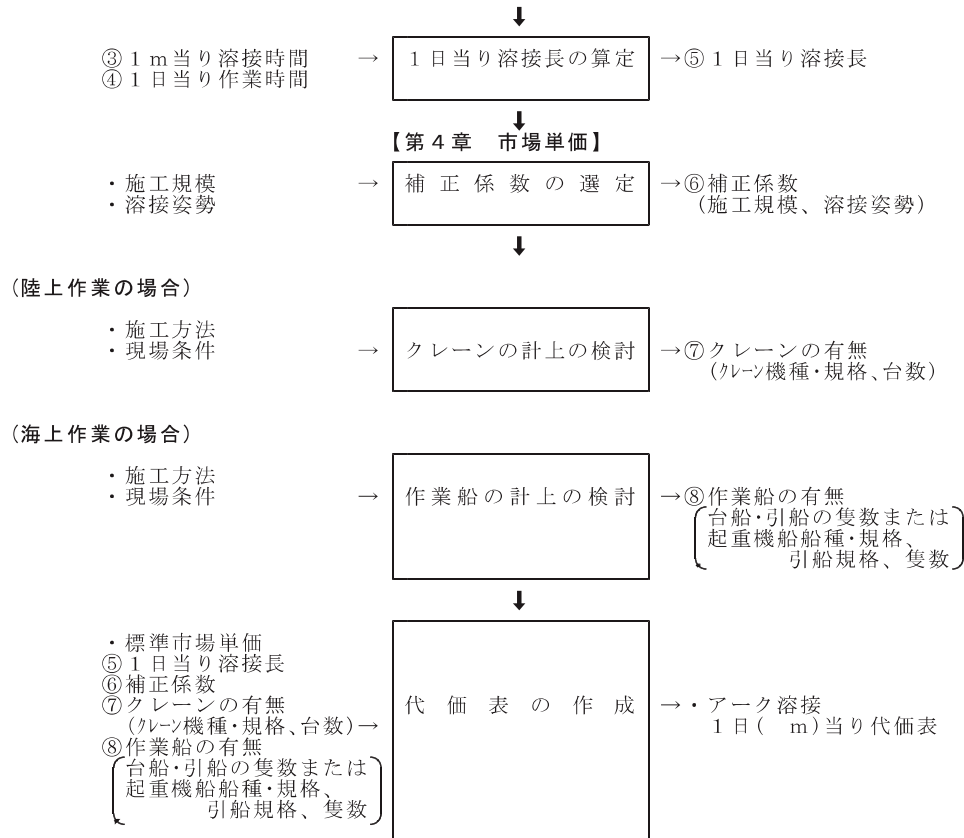 ↓
③１ｍ当り溶接時間 → １日当り溶接長の算定 →⑤１日当り溶接長
④１日当り作業時間
↓
【第４章　市場単価】
・施工規模 → 補正係数の選定 →⑥補正係数
・溶接姿勢 (施工規模、溶接姿勢)
↓
(陸上作業の場合)
・施工方法
・現場条件 → クレーンの計上の検討 →⑦クレーンの有無
(ｸﾚｰﾝ機種・規格、台数)
(海上作業の場合)
・施工方法
・現場条件 → 作業船の計上の検討 →⑧作業船の有無
台船・引船の隻数または
起重機船船種・規格、
引船規格、隻数
↓
・標準市場単価
⑤１日当り溶接長
⑥補正係数
⑦クレーンの有無 代価表の作成 →・アーク溶接
(ｸﾚｰﾝ機種・規格、台数)→ １日(　ｍ)当り代価表
⑧作業船の有無
台船・引船の隻数または
起重機船船種・規格、
引船規格、隻数